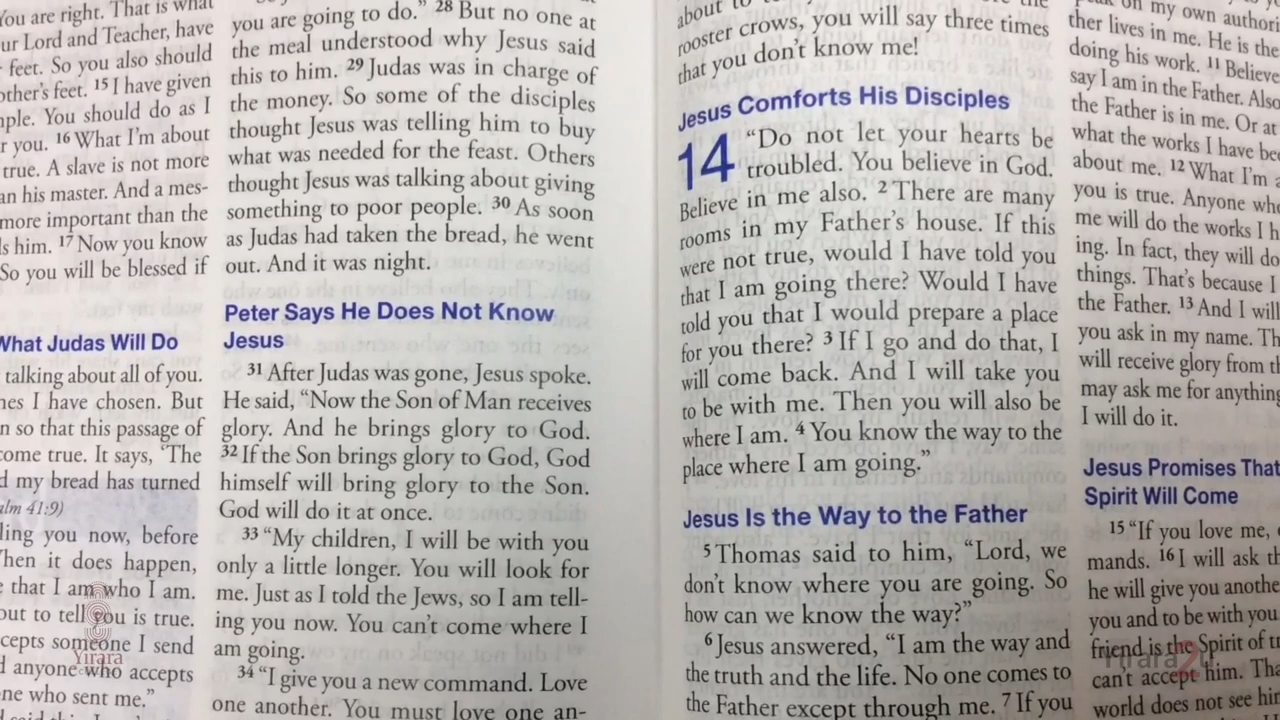 You are right. That is what
ur Lord and Teacher, have
feet. So you also should
other's feet. 15 I have given
mple. You should do as I
r you. 16 What I'm about
true. A slave is not more
an his master. And a mes-
more important than the
s him. 17 Now you know
So you will be blessed if
What Judas Will Do
talking about all of you.
nes I have chosen. But
n so that this passage of
come true. It says, 'The
d my bread has turned
alm 41:9)
ling you now, before
When it does happen,
e that I am who I am.
out to tell you is true.
cepts someone I send
d anyone who accepts
ne who sent me."
you are going to do." 28 But no one at
the meal understood why Jesus said
this to him. 29 Judas was in charge of
the money. So some of the disciples
thought Jesus was telling him to buy
what was needed for the feast. Others
thought Jesus was talking about giving
something to poor people. 30 As soon
as Judas had taken the bread, he went
out. And it was night.
Peter Says He Does Not Know
Jesus
31 After Judas was gone, Jesus spoke.
He said, "Now the Son of Man receives
glory. And he brings glory to God.
32 If the Son brings glory to God, God
himself will bring glory to the Son.
God will do it at once.
33 "My children, I will be with you
only a little longer. You will look for
me. Just as I told the Jews, so I am tell-
ing you now. You can't come where I
am going.
34 "I give you a new command. Love
one another. You must love one an-
about to
rooster crows, you will say three times
that you don't know me!
Jesus Comforts His Disciples
14 "Do not let your hearts be
troubled. You believe in God.
Believe in me also. 2 There are many
rooms in my Father's house. If this
were not true, would I have told you
that I am going there? Would I have
told you that I would prepare a place
for you there? 3 If I go and do that, I
will come back. And I will take you
to be with me. Then you will also be
where I am. 4 You know the way to the
place where I am going."
Jesus Is the Way to the Father
5 Thomas said to him, "Lord, we
don't know where you are going. So
how can we know the way?"
6 Jesus answered, "I am the way and
the truth and the life. No one comes to
the Father except through me. 7 If you
on my own authori
ther lives in me. He is the
doing his work. 11 Believe
say I am in the Father. Also
the Father is in me. Or at
what the works I have bee
about me. 12 What I'm a
you is true. Anyone who
me will do the works I h
ing. In fact, they will do
things. That's because I
the Father. 13 And I will
you ask in my name. Th
will receive glory from th
may ask me for anything
I will do it.
Jesus Promises That
Spirit Will Come
15 "If you love me,
mands. 16 I will ask th
he will give you anothe
you and to be with you
friend is the Spirit of t
can't accept him. Tha
world does not see him
Yirara